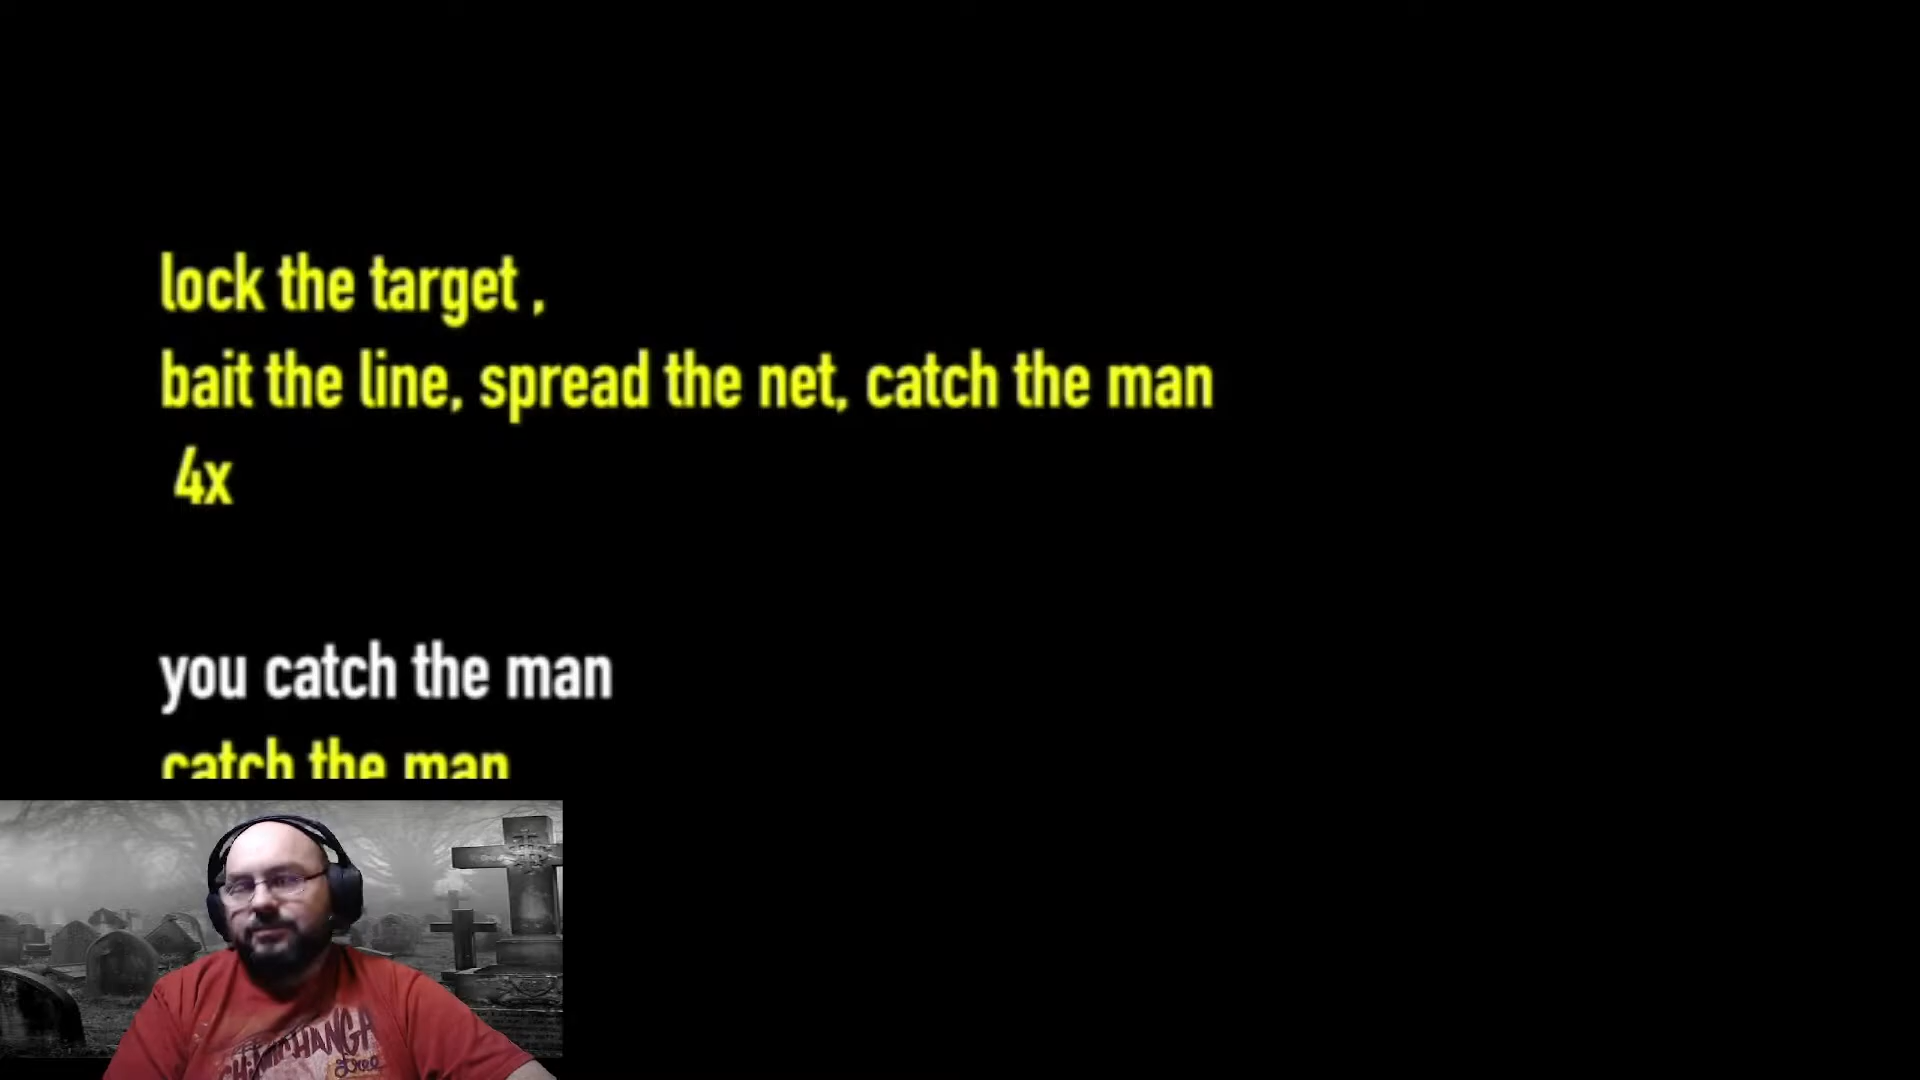 lock the target ,
bait the line, spread the net, catch the man
4x
you catch the man
catch the man
CHIMICHANGA